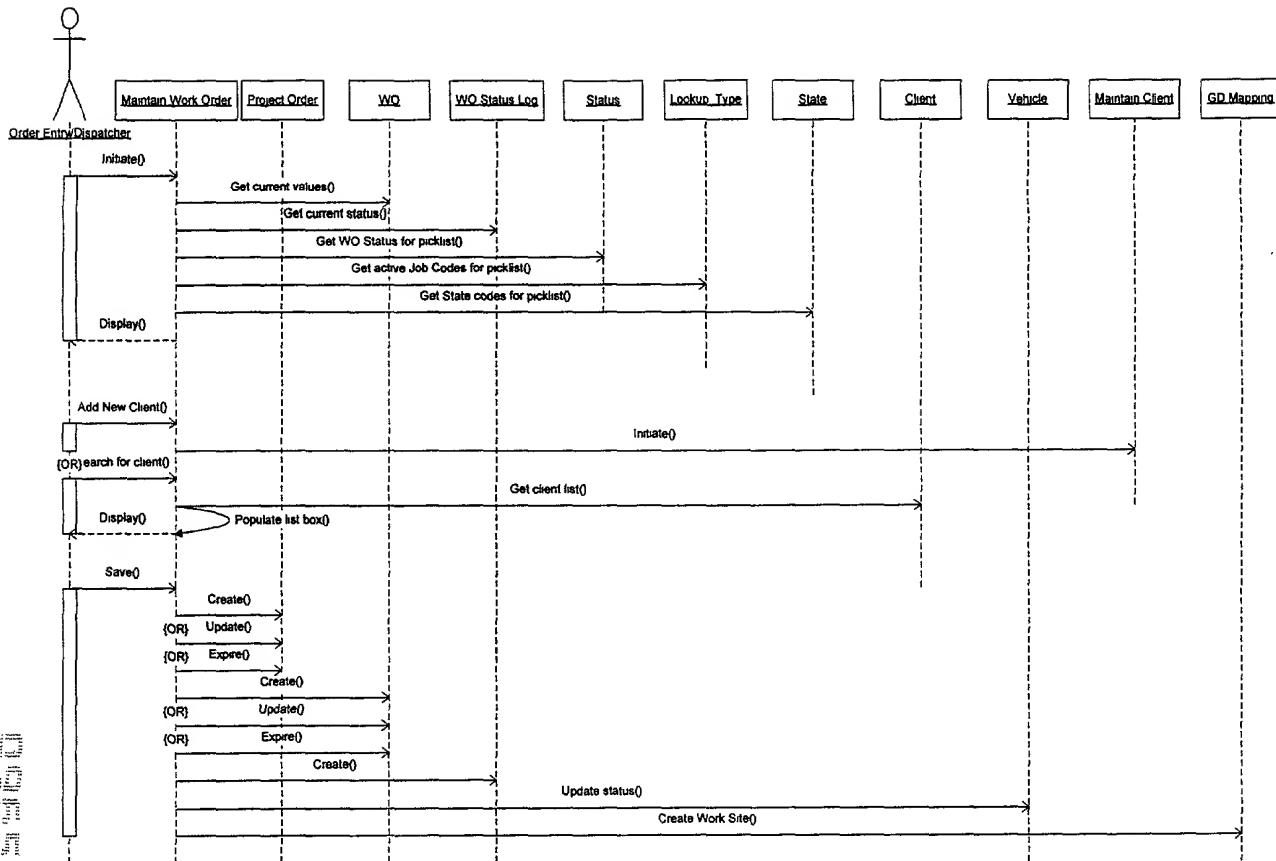 Maintain Work Order
Project Order
WO
WO Status Log
Status
Lookup_Type
State
Client
Vehicle
Maintain Client
GD Mapping
Order Entry/Dispatcher
Initiate()
Get current values()
Get current status()
Get WO Status for picklist()
Get active Job Codes for picklist()
Get State codes for picklist()
Display()
Add New Client()
Initiate()
{OR} earch for client()
Get client list()
Display()
Populate list box()
Save()
Create()
{OR} Update()
{OR} Expire()
Create()
{OR} Update()
{OR} Expire()
Create()
Update status()
Create Work Site()